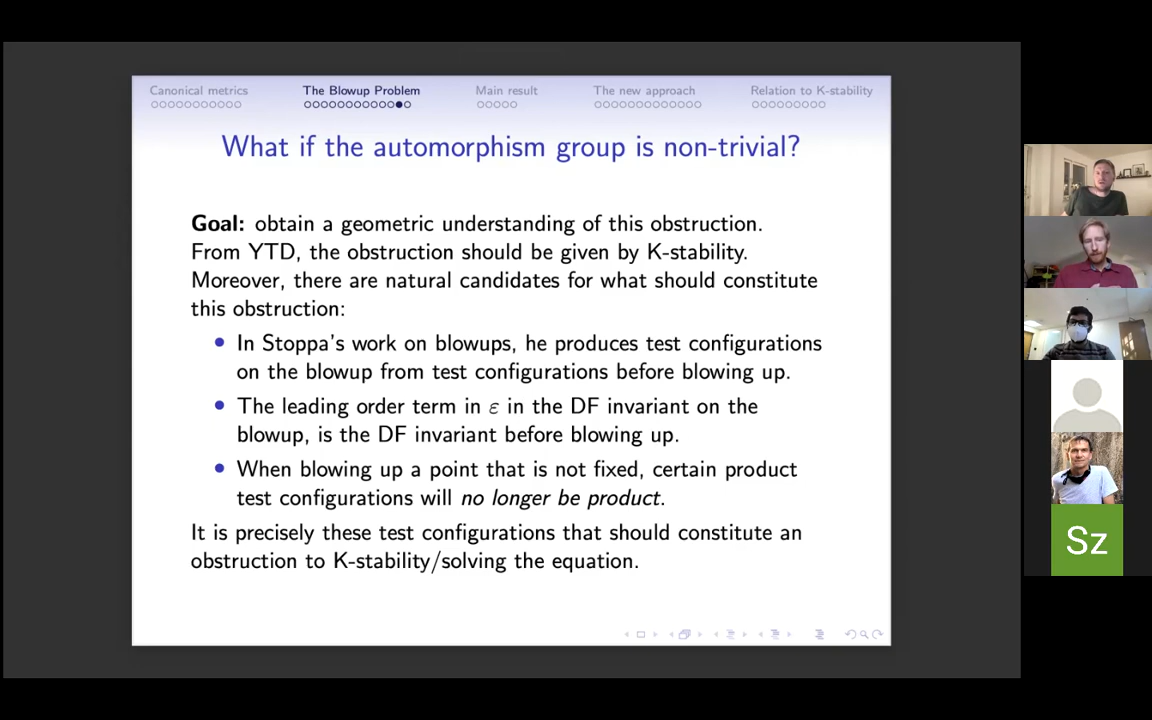 Canonical metrics The Blowup Problem Main result The new approach Relation to K-stability
What if the automorphism group is non-trivial?
Goal: obtain a geometric understanding of this obstruction.
From YTD, the obstruction should be given by K-stability.
Moreover, there are natural candidates for what should constitute
this obstruction:
• In Stoppa's work on blowups, he produces test configurations
on the blowup from test configurations before blowing up.
• The leading order term in ε in the DF invariant on the
blowup, is the DF invariant before blowing up.
• When blowing up a point that is not fixed, certain product
test configurations will no longer be product.
It is precisely these test configurations that should constitute an
obstruction to K-stability/solving the equation.
Sz